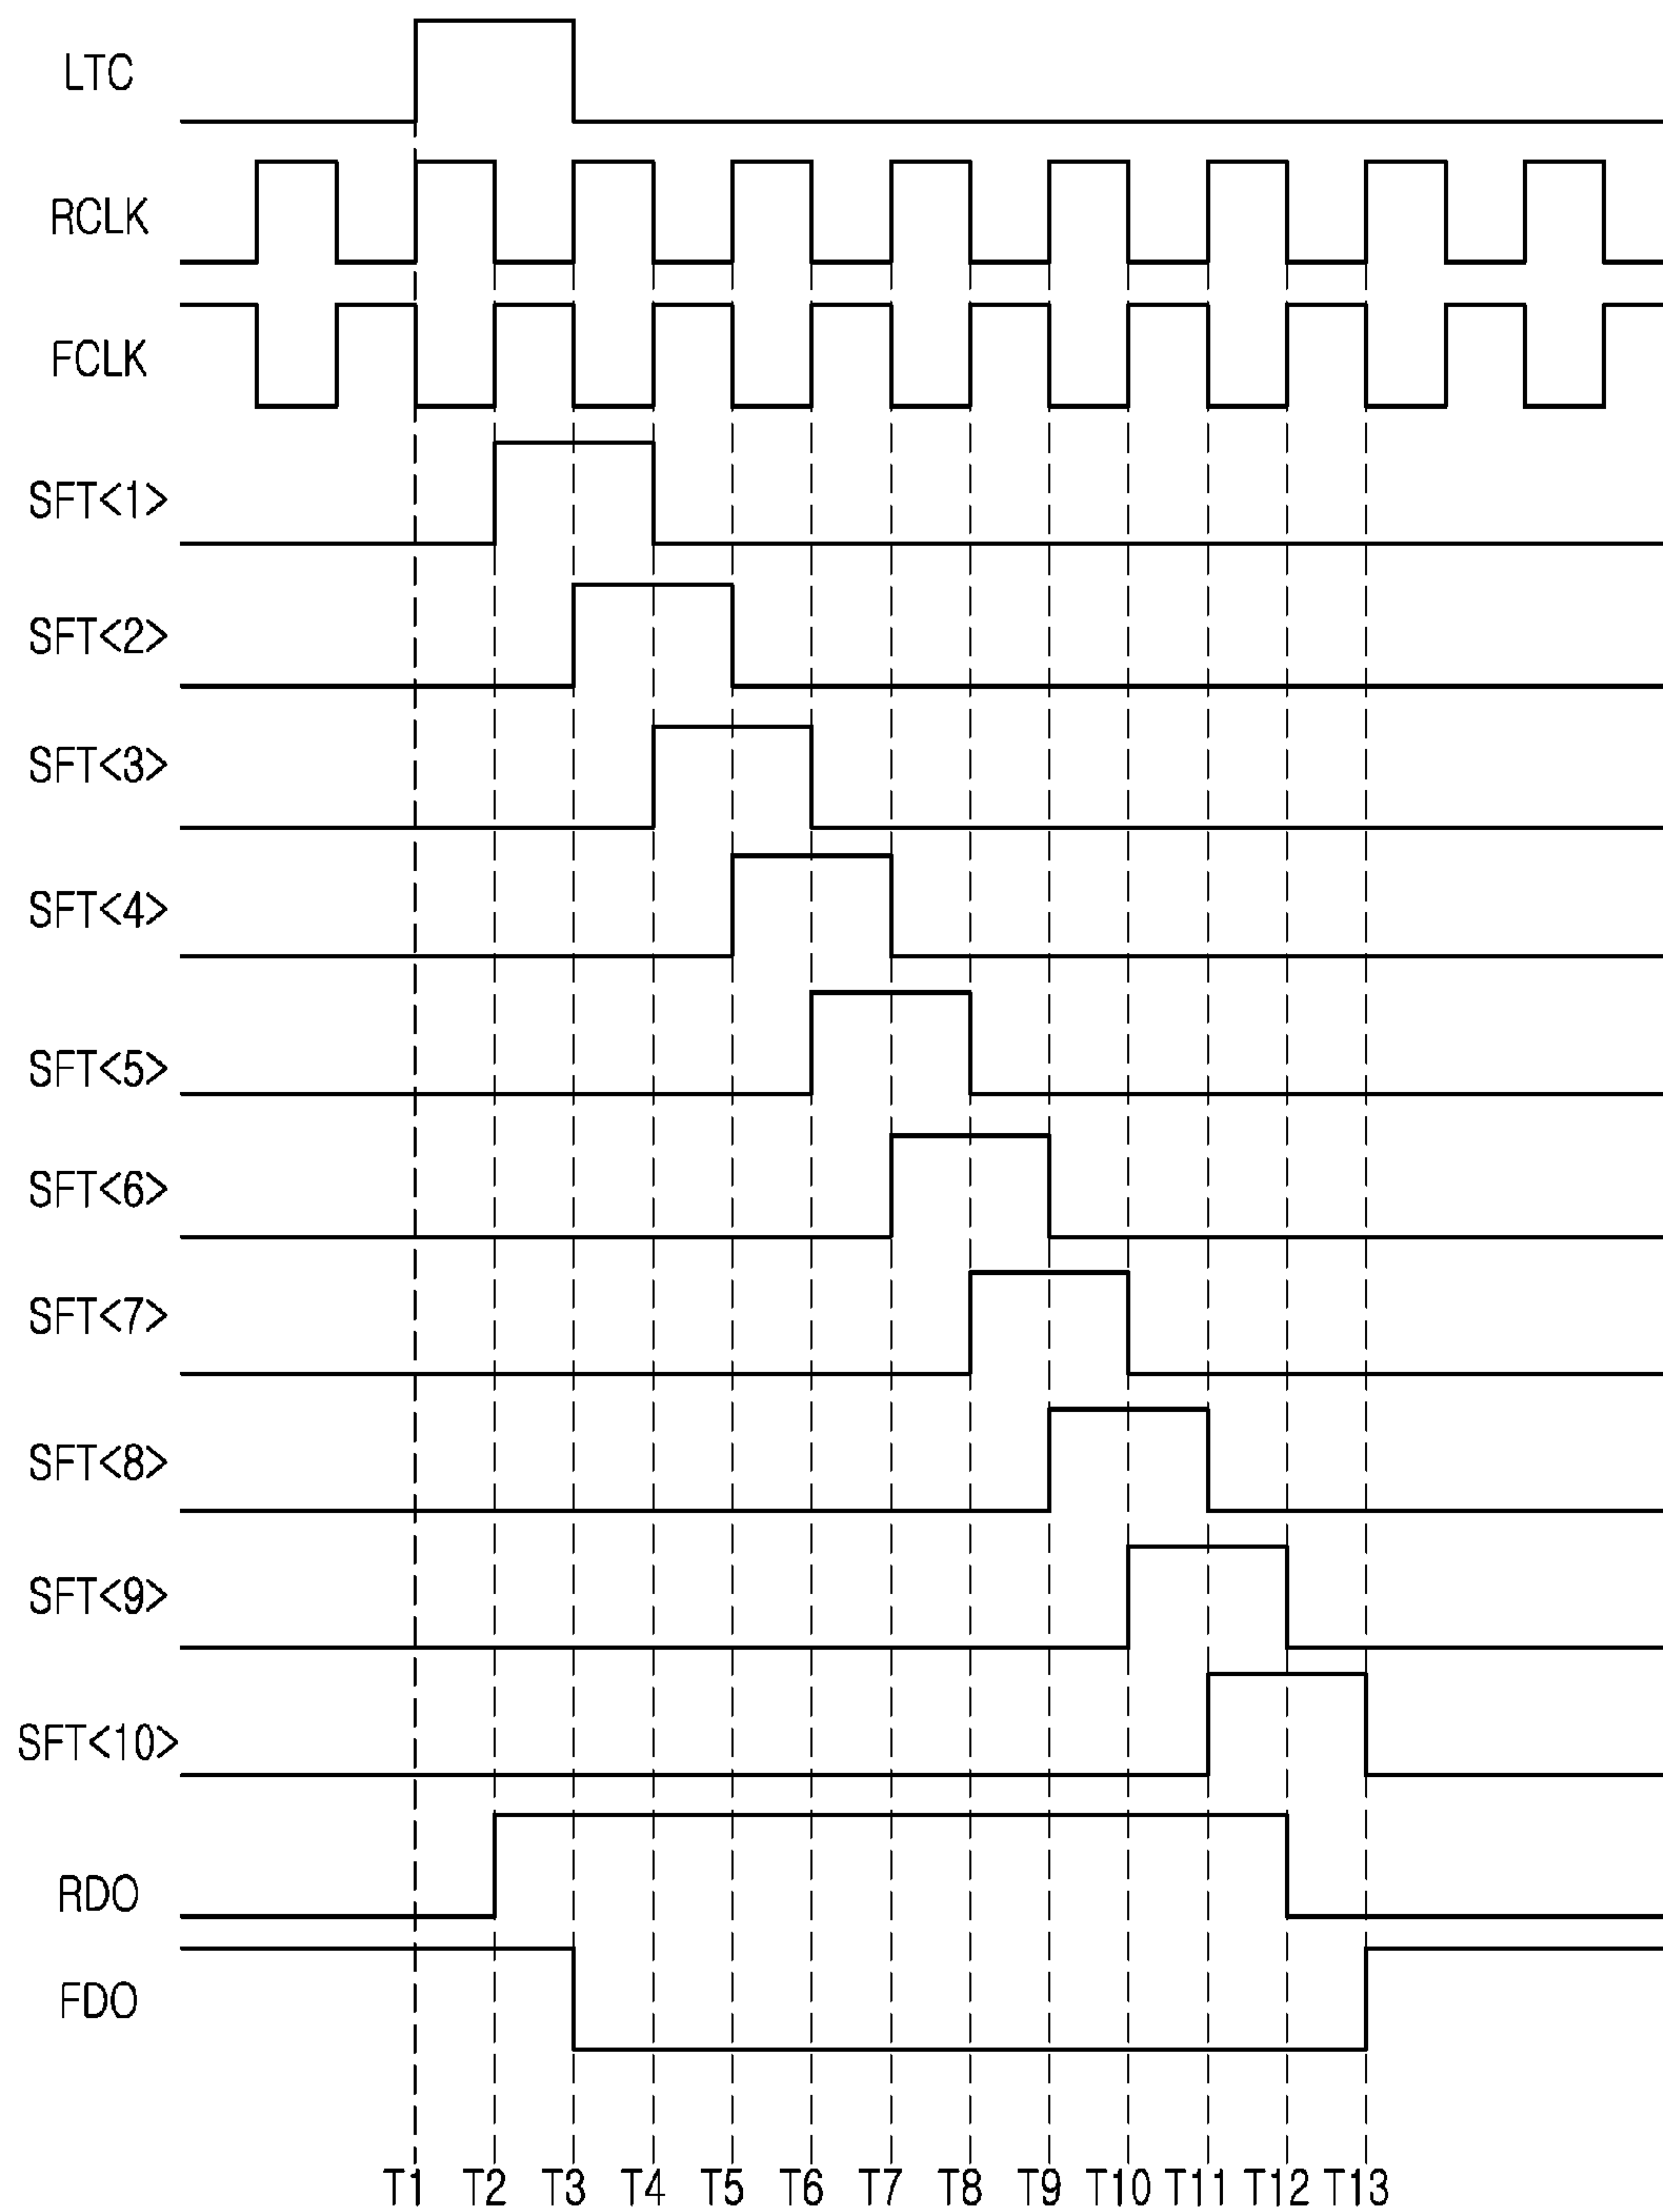 LTC
RCLK
FCLK
SFT<1>
SFT<2>
SFT<3>
SFT<4>
SFT<5>
SFT<6>
SFT<7>
SFT<8>
SFT<9>
SFT<10>
RDO
FDO
T1 T2 T3 T4 T5 T6 T7 T8 T9 T10 T11 T12 T13